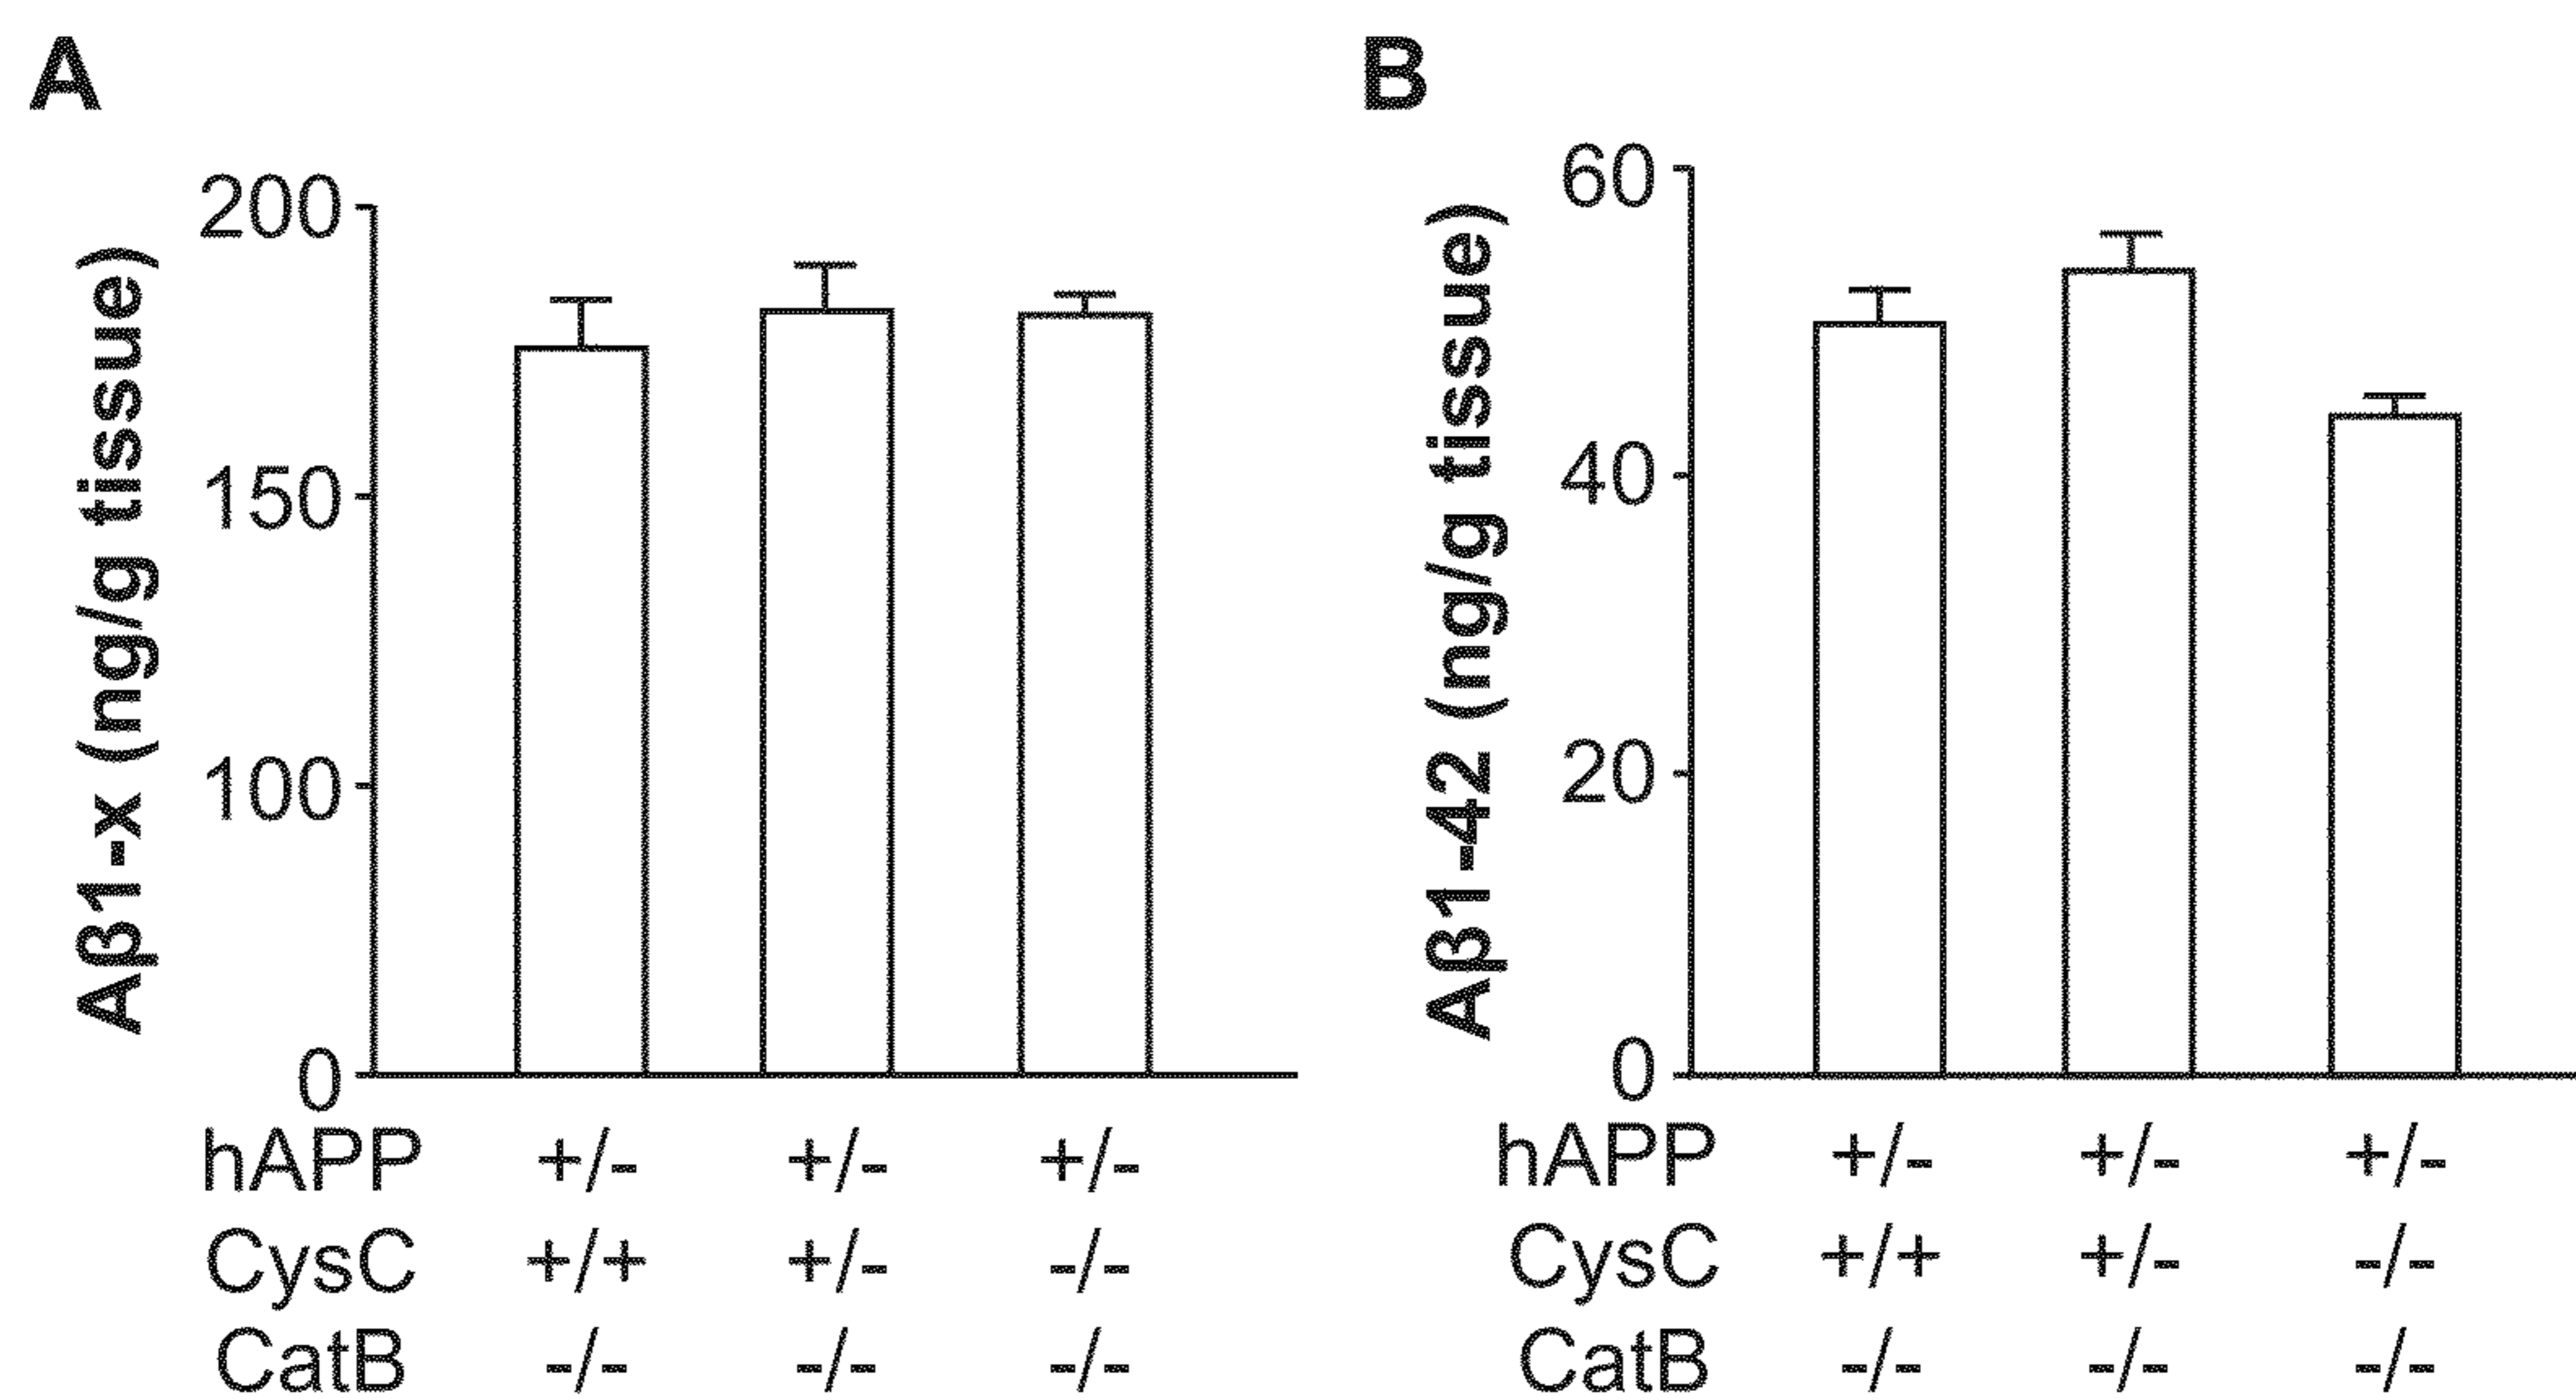 A
Aβ1-x (ng/g tissue)
200
150
100
0
hAPP +/- +/- +/-
CysC +/+ +/- -/-
CatB -/- -/- -/-
B
Aβ1-42 (ng/g tissue)
60
40
20
0
hAPP +/- +/- +/-
CysC +/+ +/- -/-
CatB -/- -/- -/-